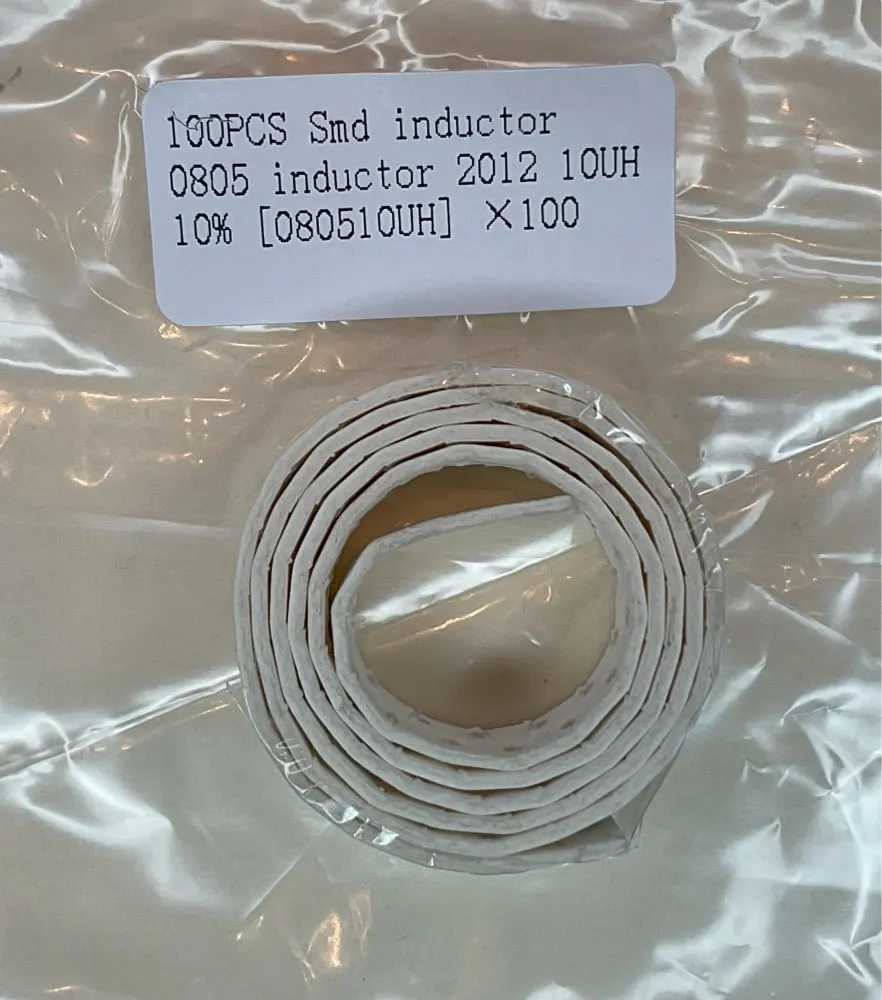 100PCS Smd inductor
0805 inductor 2012 10UH
10% [080510UH] ×100